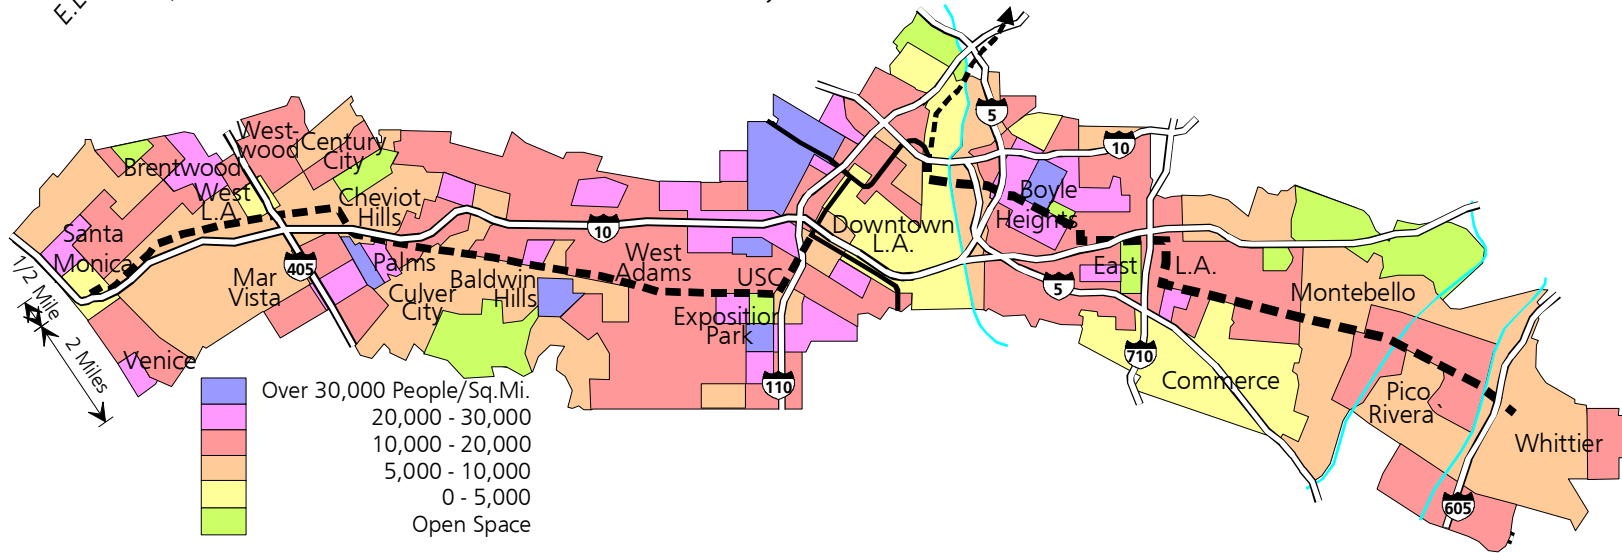 E.L
West-
wood
Century
City
Brentwood
West
L.A.
Cheviot
Hills
Santa
Monica
Mar
Vista
405
Palms
Culver
City
Baldwin
Hills
10
West
Adams
USC
Exposition
Park
110
Downtown
L.A.
5
10
Boyle
Heights
East
L.A.
5
710
Commerce
Montebello
Pico
Rivera
Whittier
605
Venice
1/2 Mile
2 Miles
Over 30,000 People/Sq.Mi.
20,000 - 30,000
10,000 - 20,000
5,000 - 10,000
0 - 5,000
Open Space